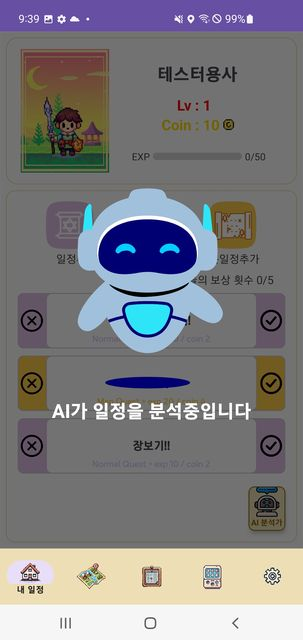 9:39
99%
테스터용사
Lv : 1
Coin : 10
EXP
0/50
일정
일정추가
의 보상 횟수 0/5
Normal Quest • exp 10 / coin 2
AI가 일정을 분석중입니다
장보기!!
Normal Quest • exp 10 / coin 2
AI 분석가
내 일정